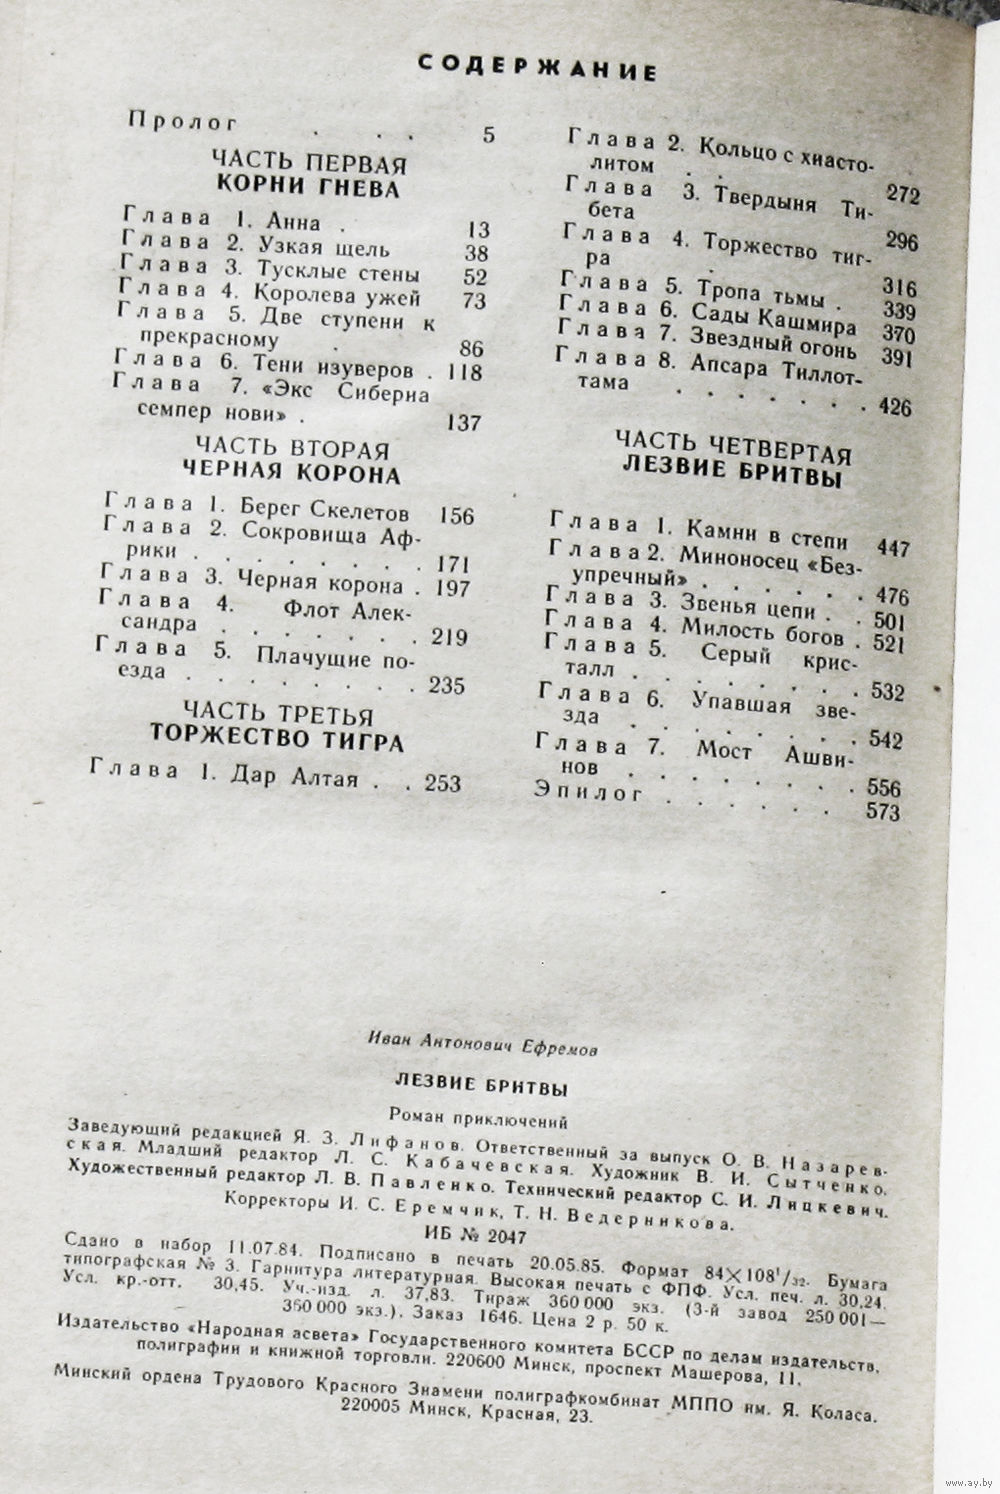 СОДЕРЖАНИЕ
Пролог . . . 5
ЧАСТЬ ПЕРВАЯ
КОРНИ ГНЕВА
Глава 1. Анна . 13
Глава 2. Узкая щель 38
Глава 3. Тусклые стены 52
Глава 4. Королева ужей 73
Глава 5. Две ступени к
прекрасному . 86
Глава 6. Тени изуверов . 118
Глава 7. «Экс Сибериа
семпер нови» . 137
ЧАСТЬ ВТОРАЯ
ЧЕРНАЯ КОРОНА
Глава 1. Берег Скелетов 156
Глава 2. Сокровища Аф-
рики . . . . . . . 171
Глава 3. Черная корона . 197
Глава 4. Флот Алек-
сандра . . . . . . . 219
Глава 5. Плачущие по-
езда . . . . . . . . 235
ЧАСТЬ ТРЕТЬЯ
ТОРЖЕСТВО ТИГРА
Глава 1. Дар Алтая . . 253
Глава 2. Кольцо с хиасто-
литом . . 272
Глава 3. Твердыня Ти-
бета 296
Глава 4. Торжество тиг-
ра . 316
Глава 5. Тропа тьмы . 339
Глава 6. Сады Кашмира 370
Глава 7. Звездный огонь 391
Глава 8. Апсара Тиллот-
тама . . . . . . . 426
ЧАСТЬ ЧЕТВЕРТАЯ
ЛЕЗВИЕ БРИТВЫ
Глава 1. Камни в степи 447
Глава 2. Миноносец «Без-
упречный» . . . . . . 476
Глава 3. Звенья цепи . . 501
Глава 4. Милость богов . 521
Глава 5. Серый крис-
талл . . . . . . . . 532
Глава 6. Упавшая зве-
зда . . . . . . . . 542
Глава 7. Мост Ашви-
нов . . . . . . . . 556
Эпилог . . . . . . 573
Иван Антонович Ефремов
ЛЕЗВИЕ БРИТВЫ
Роман приключений
Заведующий редакцией Я. З. Лифанов. Ответственный за выпуск О. В. Назарев-
ская. Младший редактор Л. С. Кабачевская. Художник В. И. Сытченко.
Художественный редактор Л. В. Павленко. Технический редактор С. И. Лицкевич.
Корректоры И. С. Еремчик, Т. Н. Ведерникова.
ИБ № 2047
Сдано в набор 11.07.84. Подписано в печать 20.05.85. Формат 84×108¹/₃₂. Бумага
типографская № 3. Гарнитура литературная. Высокая печать с ФПФ. Усл. печ. л. 30,24.
Усл. кр.-отт. 30,45. Уч.-изд. л. 37,83. Тираж 360 000 экз. (3-й завод 250 001—
360 000 экз.). Заказ 1646. Цена 2 р. 50 к.
Издательство «Народная асвета» Государственного комитета БССР по делам издательств,
полиграфии и книжной торговли. 220600 Минск, проспект Машерова, 11.
Минский ордена Трудового Красного Знамени полиграфкомбинат МППО им. Я. Коласа.
220005 Минск, Красная, 23.
www.ay.by